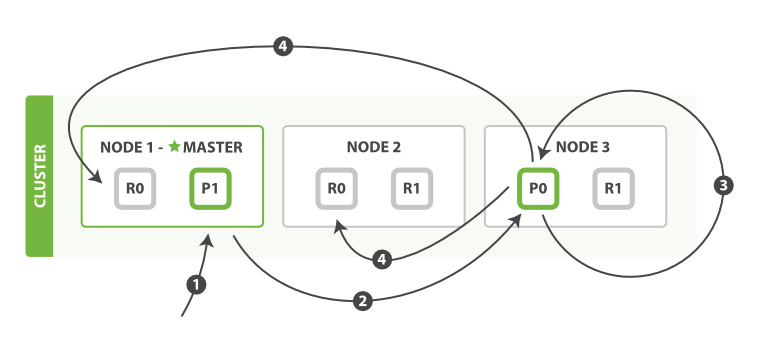 4
CLUSTER
NODE 1 - ★ MASTER
NODE 2
NODE 3
R0
P1
R0
R1
P0
R1
3
4
1
2